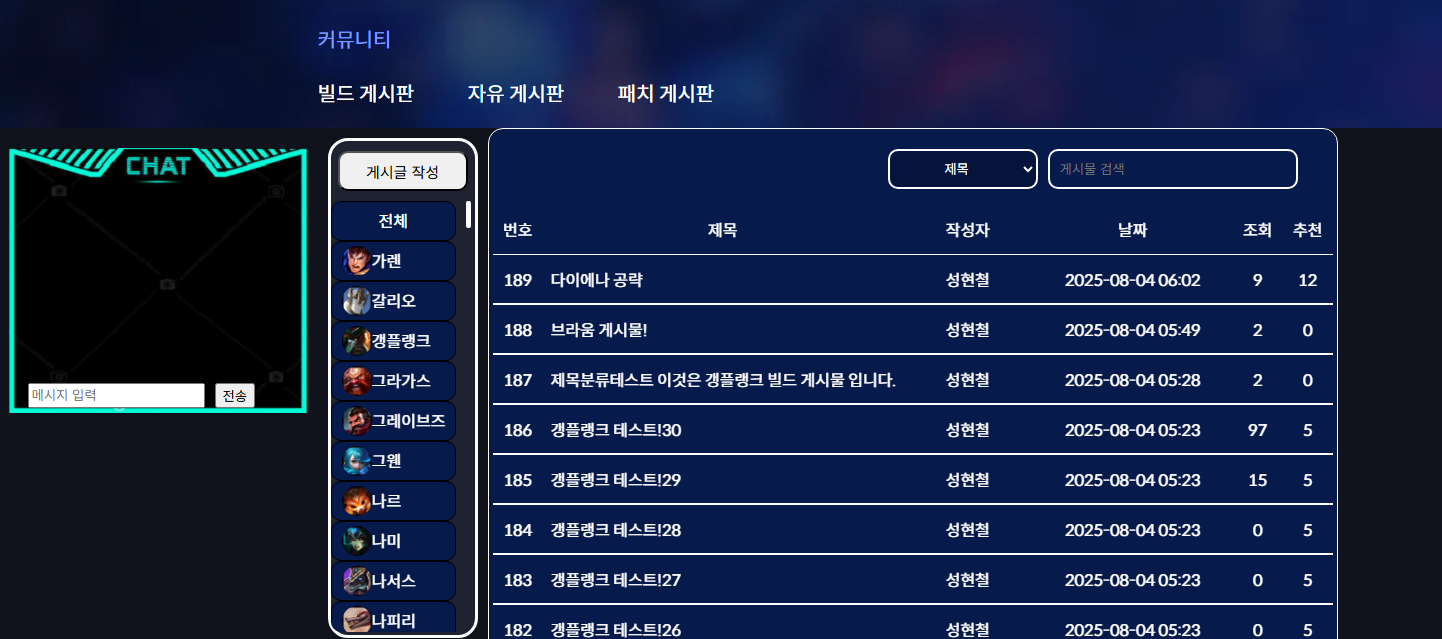 커뮤니티
빌드 게시판 자유 게시판 패치 게시판
CHAT
메시지 입력 전송
게시글 작성
전체
가렌
갈리오
갱플랭크
그라가스
그레이브즈
그웬
나르
나미
나서스
나피리
제목 게시물 검색
번호 제목 작성자 날짜 조회 추천
189 다이에나 공략 성현철 2025-08-04 06:02 9 12
188 브라움 게시물! 성현철 2025-08-04 05:49 2 0
187 제목분류테스트 이것은 갱플랭크 빌드 게시물 입니다. 성현철 2025-08-04 05:28 2 0
186 갱플랭크 테스트!30 성현철 2025-08-04 05:23 97 5
185 갱플랭크 테스트!29 성현철 2025-08-04 05:23 15 5
184 갱플랭크 테스트!28 성현철 2025-08-04 05:23 0 5
183 갱플랭크 테스트!27 성현철 2025-08-04 05:23 0 5
182 갱플랭크 테스트!26 성현철 2025-08-04 05:23 0 5